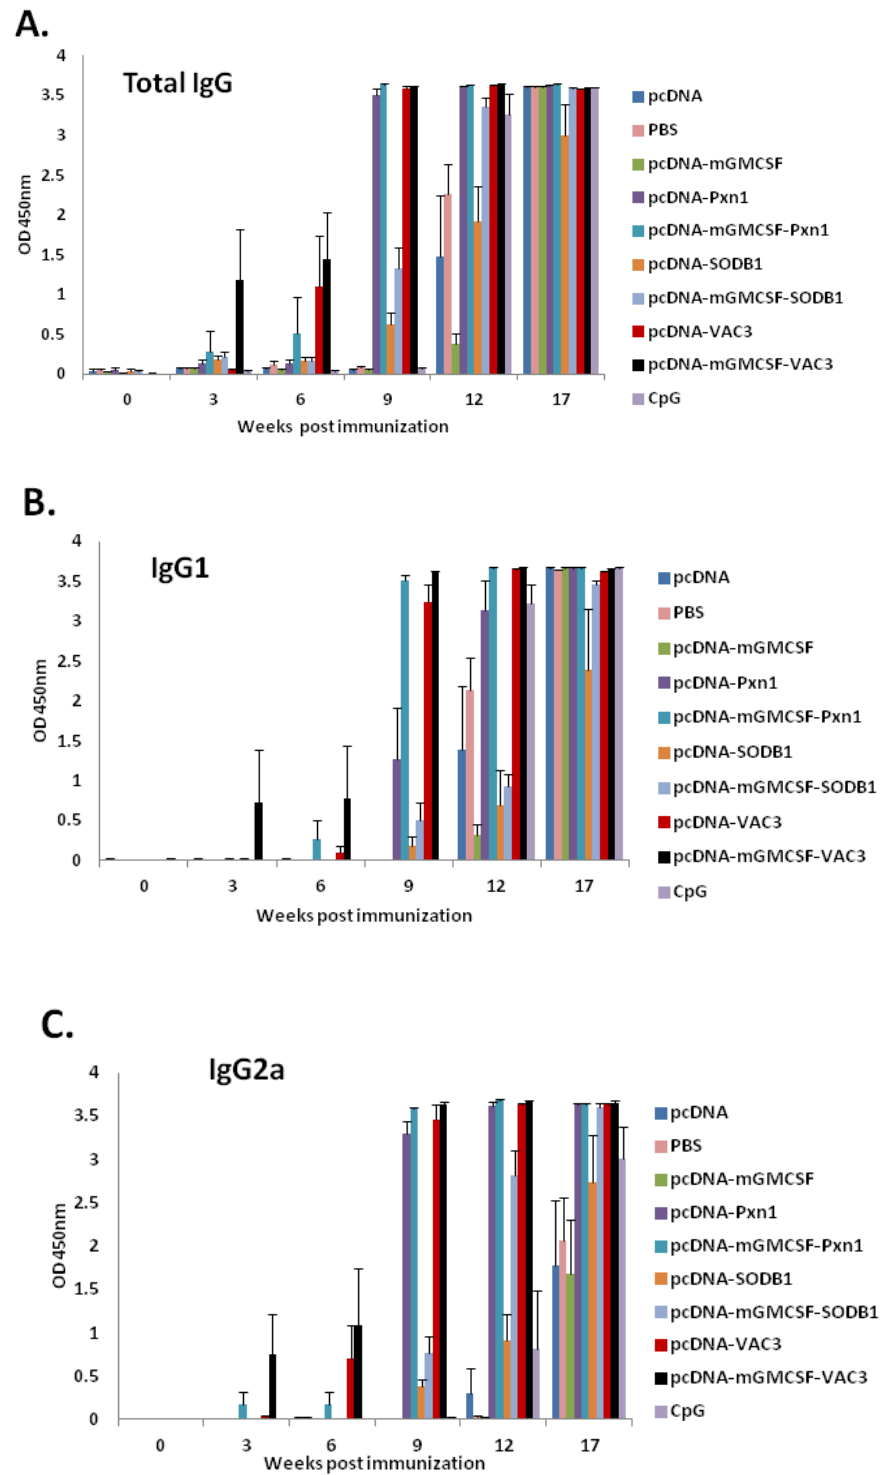 A.
Total IgG
4
3.5
3
2.5
2
1.5
1
0.5
0
OD 450nm
0 3 6 9 12 17
Weeks post immunization
pcDNA
PBS
pcDNA-mGMCSF
pcDNA-Pxn1
pcDNA-mGMCSF-Pxn1
pcDNA-SODB1
pcDNA-mGMCSF-SODB1
pcDNA-VAC3
pcDNA-mGMCSF-VAC3
CpG
B.
IgG1
4
3.5
3
2.5
2
1.5
1
0.5
0
OD 450nm
0 3 6 9 12 17
Weeks post immunization
pcDNA
PBS
pcDNA-mGMCSF
pcDNA-Pxn1
pcDNA-mGMCSF-Pxn1
pcDNA-SODB1
pcDNA-mGMCSF-SODB1
pcDNA-VAC3
pcDNA-mGMCSF-VAC3
CpG
C.
IgG2a
4
3.5
3
2.5
2
1.5
1
0.5
0
OD 450nm
0 3 6 9 12 17
Weeks post immunization
pcDNA
PBS
pcDNA-mGMCSF
pcDNA-Pxn1
pcDNA-mGMCSF-Pxn1
pcDNA-SODB1
pcDNA-mGMCSF-SODB1
pcDNA-VAC3
pcDNA-mGMCSF-VAC3
CpG